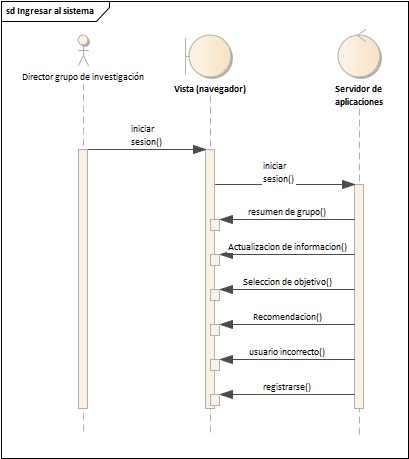 sd Ingresar al sistema
Director grupo de investigación
Vista (navegador)
Servidor de
aplicaciones
iniciar
sesion()
iniciar
sesion()
resumen de grupo()
Actualizacion de informacion()
Seleccion de objetivo()
Recomendacion()
usuario incorrecto()
registrarse()